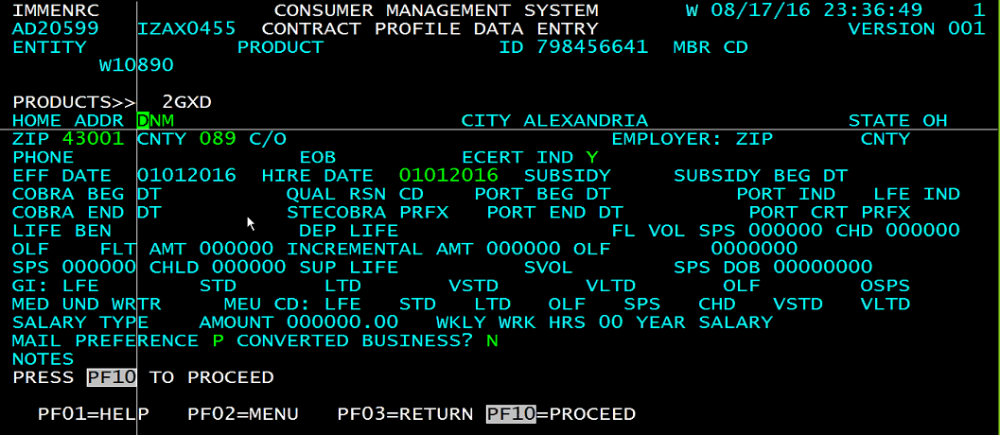 IMMENRC CONSUMER MANAGEMENT SYSTEM W 08/17/16 23:36:49 1
AD20599 IZAX0455 CONTRACT PROFILE DATA ENTRY VERSION 001
ENTITY PRODUCT ID 798456641 MBR CD
W10890
PRODUCTS>> 2GXD
HOME ADDR DNM CITY ALEXANDRIA STATE OH
ZIP 43001 CNTY 089 C/O EMPLOYER: ZIP CNTY
PHONE EOB ECERT IND Y
EFF DATE 01012016 HIRE DATE 01012016 SUBSIDY SUBSIDY BEG DT
COBRA BEG DT QUAL RSN CD PORT BEG DT PORT IND LFE IND
COBRA END DT STECOBRA PRFX PORT END DT PORT CRT PRFX
LIFE BEN DEP LIFE FL VOL SPS 000000 CHD 000000
OLF FLT AMT 000000 INCREMENTAL AMT 000000 OLF 0000000
SPS 000000 CHLD 000000 SUP LIFE SVOL SPS DOB 00000000
GI: LFE STD LTD VSTD VLTD OLF OSPS
MED UND WRTR MEU CD: LFE STD LTD OLF SPS CHD VSTD VLTD
SALARY TYPE AMOUNT 000000.00 WKLY WRK HRS 00 YEAR SALARY
MAIL PREFERENCE P CONVERTED BUSINESS? N
NOTES
PRESS PF10 TO PROCEED
PF01=HELP PF02=MENU PF03=RETURN PF10=PROCEED